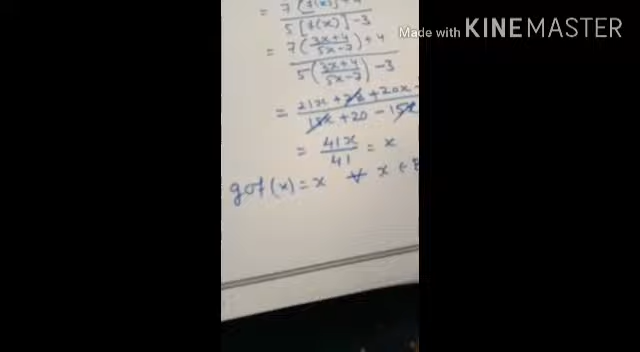 = 7[f(x)]+4 / 5[f(x)]-3
Made with KINEMASTER
= 7(3x+4/5x-7)+4 / 5(3x+4/5x-7)-3
= 21x+28+20x / 15x+20-15x
= 41x/41 = x
gof(x)=x ∀ x ∈